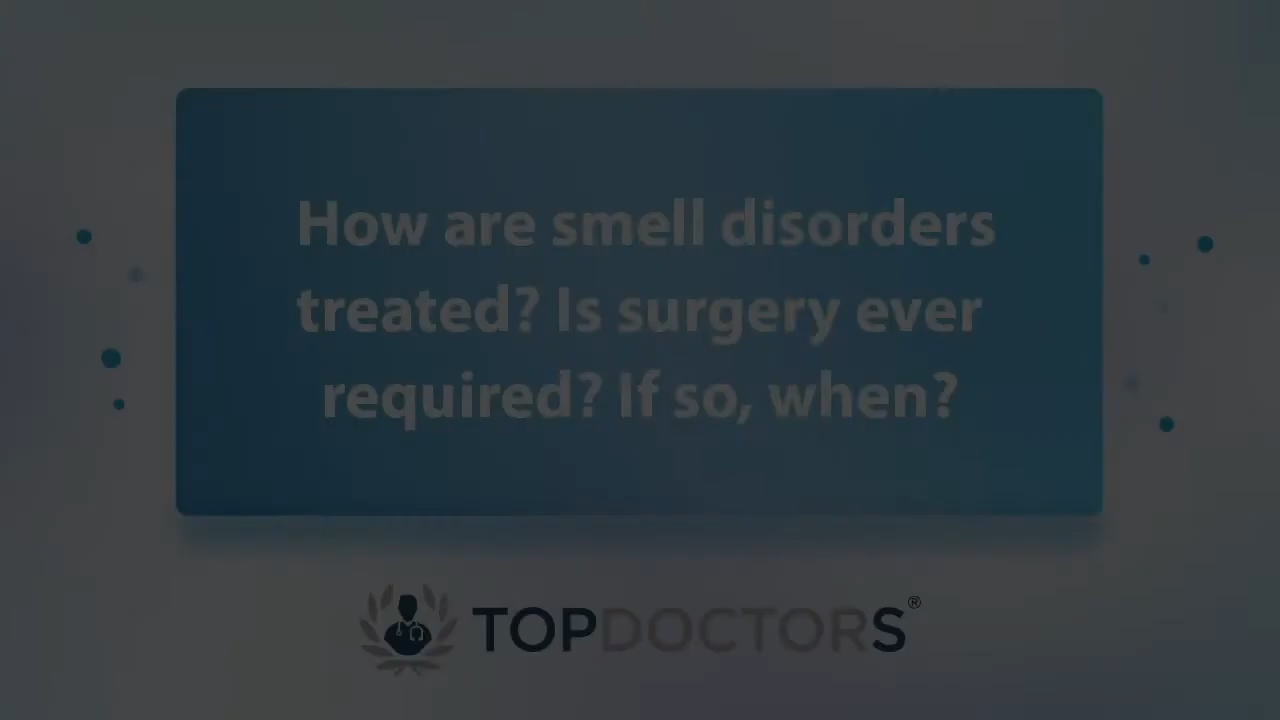 How are smell disorders
treated? Is surgery ever
required? If so, when?
TOPDOCTORS®